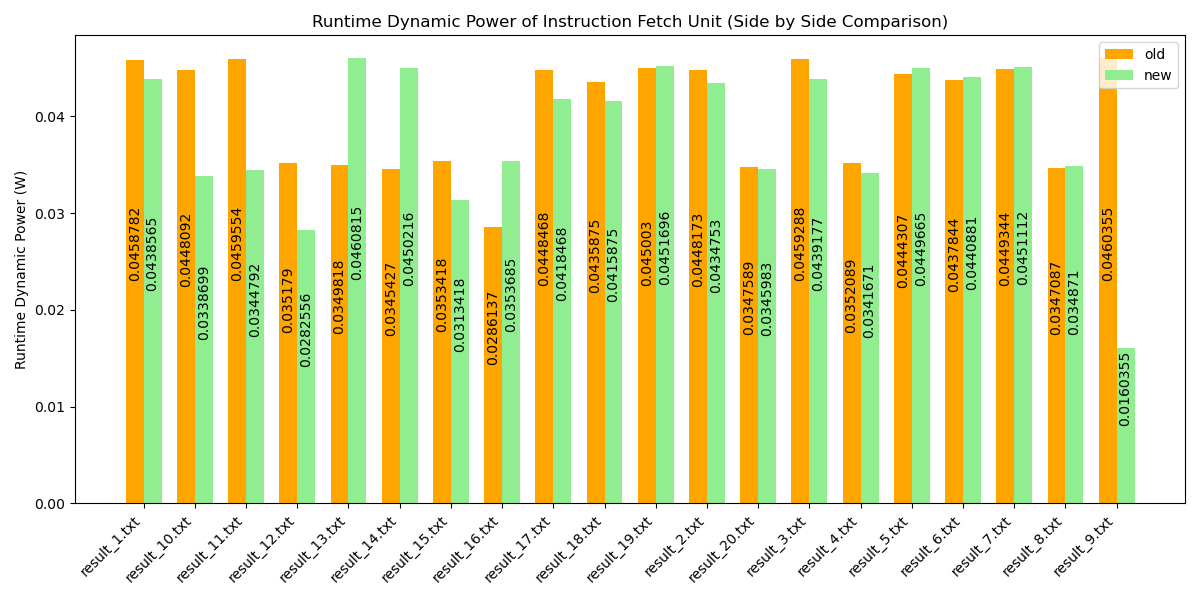 Runtime Dynamic Power of Instruction Fetch Unit (Side by Side Comparison)
old
new
Runtime Dynamic Power (W)
0.04
0.03
0.02
0.01
0.00
0.0458782
0.0438565
0.0448092
0.0338699
0.0459554
0.0344792
0.035179
0.0282556
0.0349818
0.0460815
0.0345427
0.0450216
0.0353418
0.0313418
0.0286137
0.0353685
0.0448468
0.0418468
0.0435875
0.0415875
0.045003
0.0451696
0.0448173
0.0434753
0.0347589
0.0345983
0.0459288
0.0439177
0.0352089
0.0341671
0.0444307
0.0449665
0.0437844
0.0440881
0.0449344
0.0451112
0.0347087
0.034871
0.0460355
0.0160355
result_1.txt
result_10.txt
result_11.txt
result_12.txt
result_13.txt
result_14.txt
result_15.txt
result_16.txt
result_17.txt
result_18.txt
result_19.txt
result_2.txt
result_20.txt
result_3.txt
result_4.txt
result_5.txt
result_6.txt
result_7.txt
result_8.txt
result_9.txt